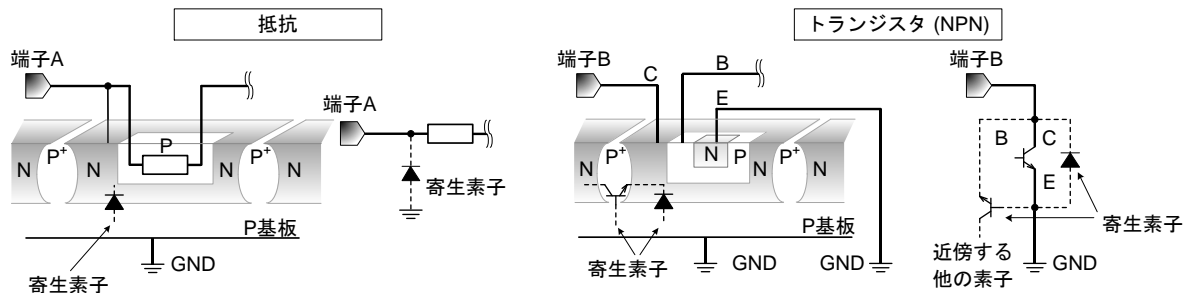 抵抗
トランジスタ (NPN)
端子A
端子A
N
P+
N
P
N
P+
N
寄生素子
P基板
GND
寄生素子
端子B
C
B
E
N
P+
N
N
P
N
P+
N
P基板
寄生素子
GND
GND
端子B
B
C
E
寄生素子
近傍する
他の素子
GND